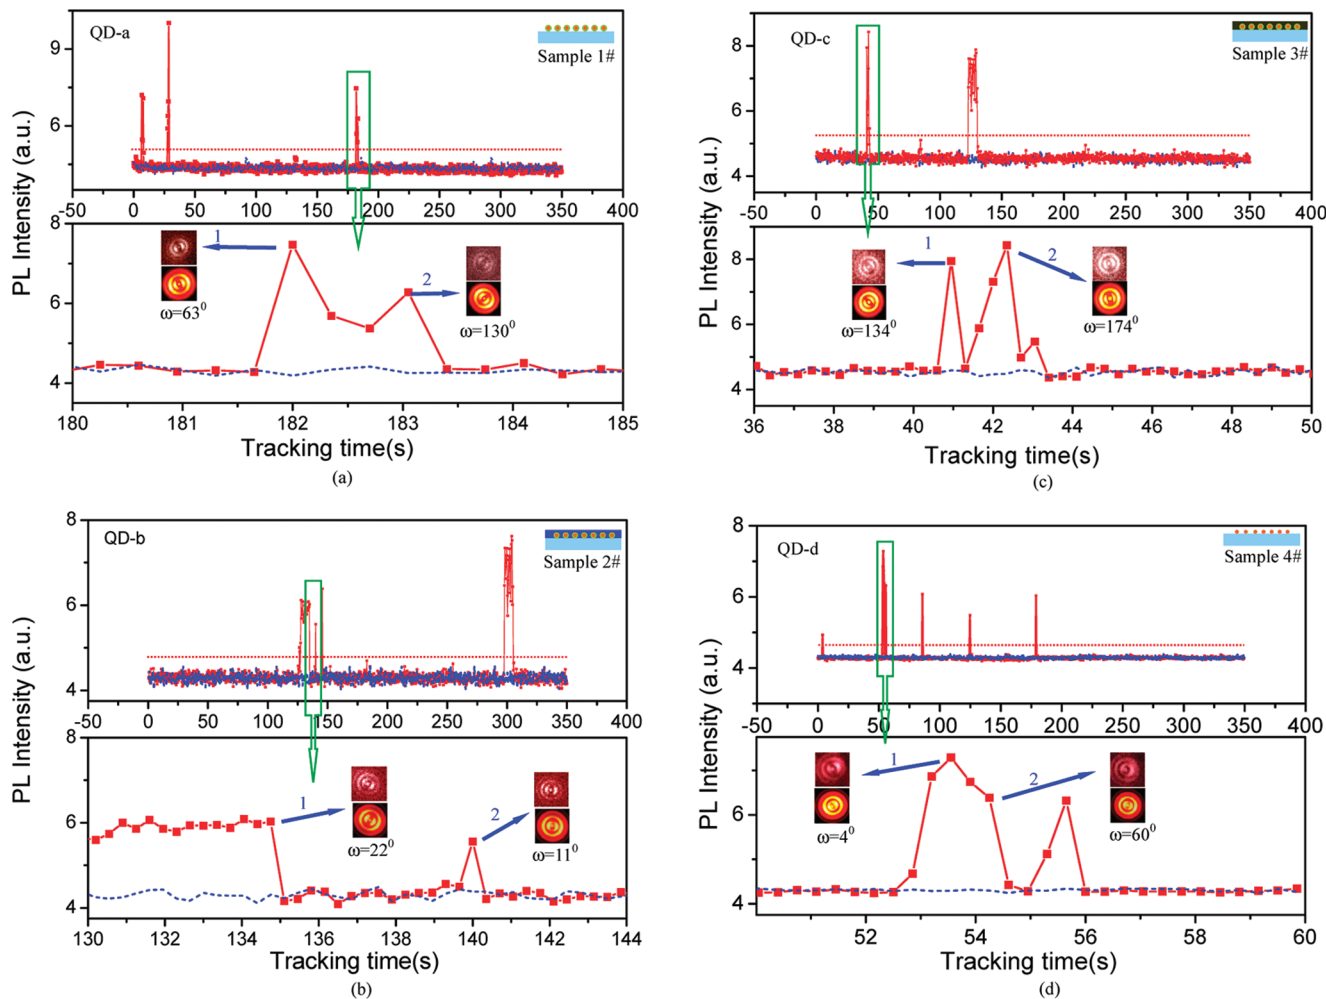 QD-a
Sample 1#
9
6
-50 0 50 100 150 200 250 300 350 400
8
6
4
1
2
ω=63⁰
ω=130⁰
180 181 182 183 184 185
PL Intensity (a.u.)
Tracking time(s)
(a)
QD-c
Sample 3#
8
6
4
-50 0 50 100 150 200 250 300 350 400
8
6
4
1
2
ω=134⁰
ω=174⁰
36 38 40 42 44 46 48 50
PL Intensity (a.u.)
Tracking time(s)
(c)
QD-b
Sample 2#
8
6
4
-50 0 50 100 150 200 250 300 350 400
8
6
4
1
2
ω=22⁰
ω=11⁰
130 132 134 136 138 140 142 144
PL Intensity (a.u.)
Tracking time(s)
(b)
QD-d
Sample 4#
8
6
4
-50 0 50 100 150 200 250 300 350 400
6
4
1
2
ω=4⁰
ω=60⁰
52 54 56 58 60
PL Intensity (a.u.)
Tracking time(s)
(d)